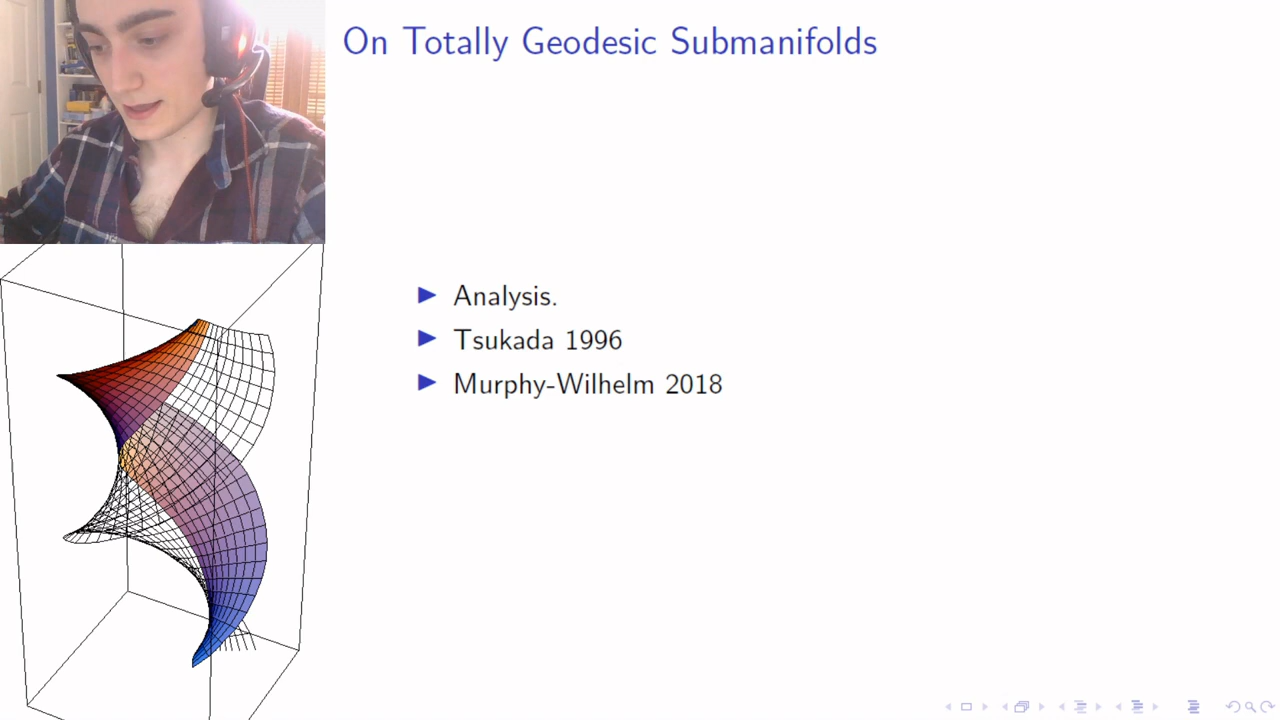 On Totally Geodesic Submanifolds
Analysis.
Tsukada 1996
Murphy-Wilhelm 2018